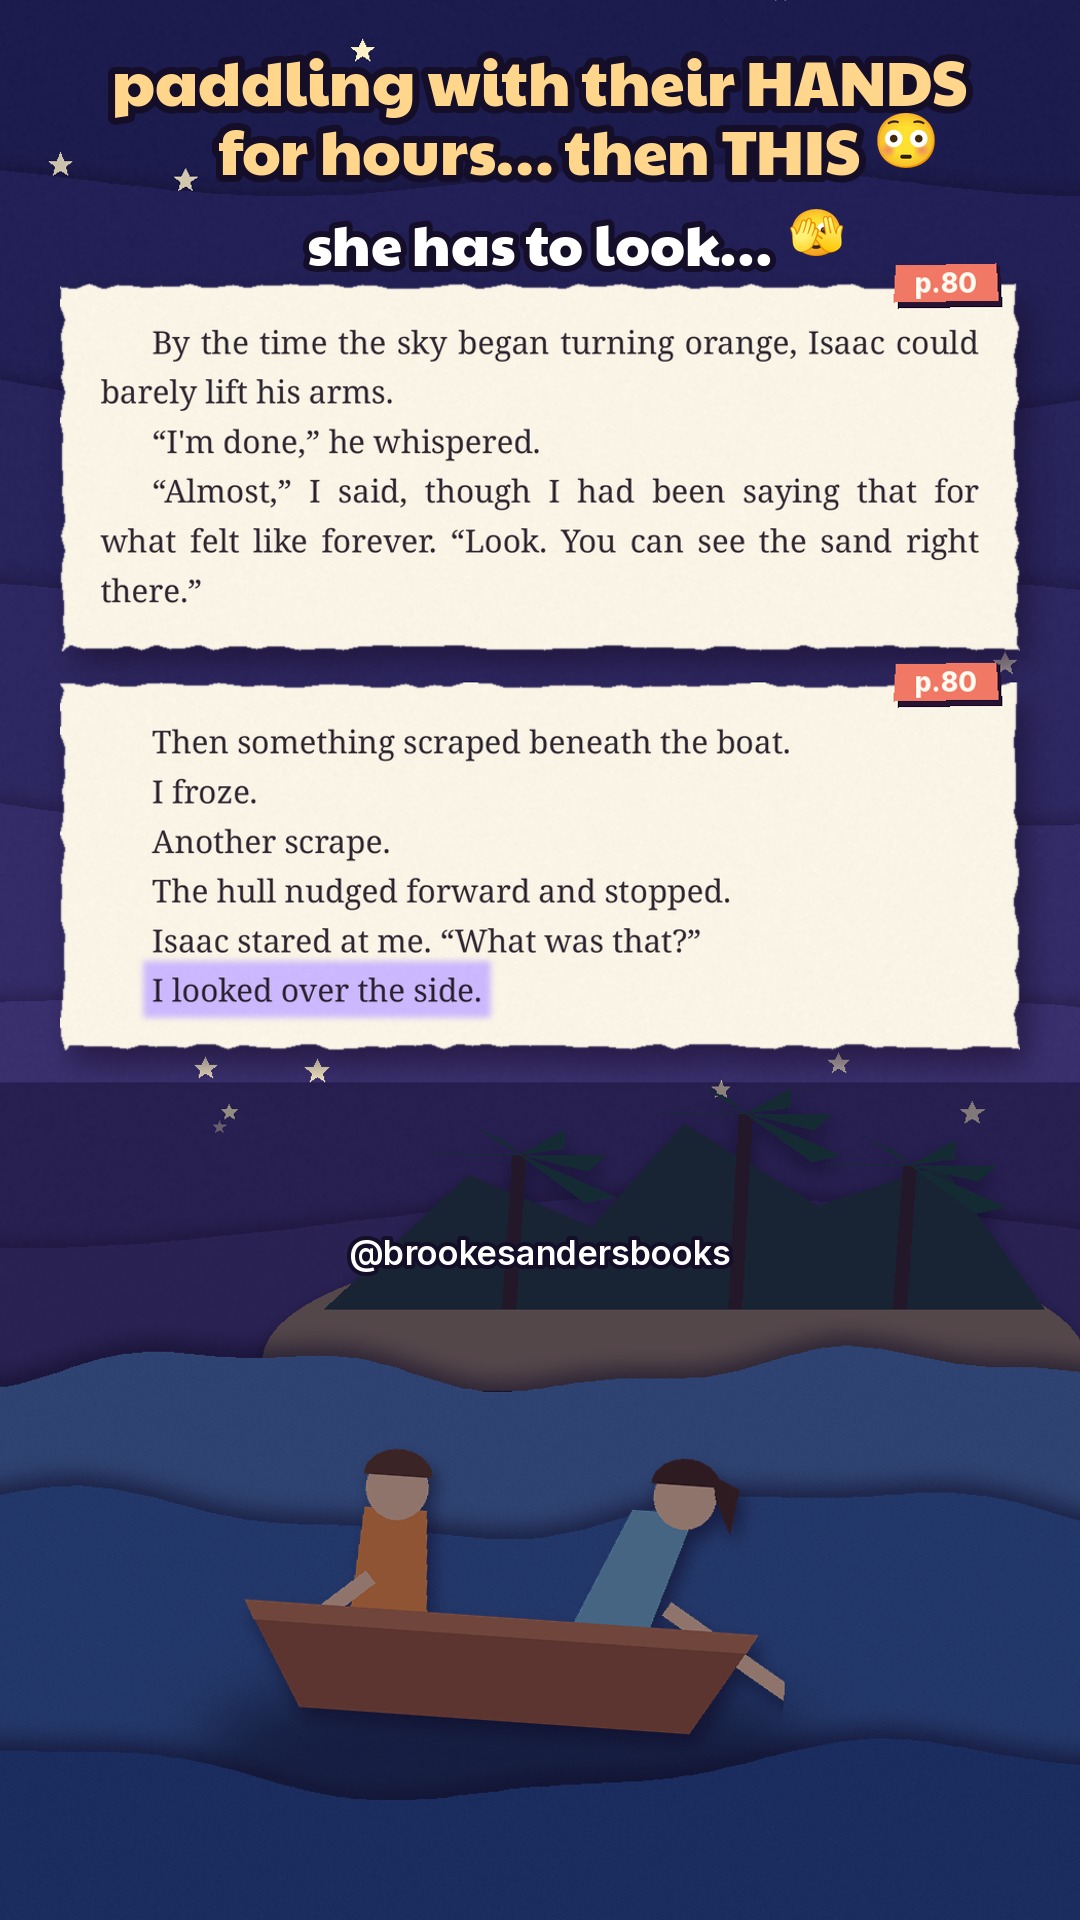 paddling with their HANDS
for hours... then THIS 😳
she has to look... 🫣
p.80
By the time the sky began turning orange, Isaac could
barely lift his arms.
“I'm done,” he whispered.
“Almost,” I said, though I had been saying that for
what felt like forever. “Look. You can see the sand right
there.”
p.80
Then something scraped beneath the boat.
I froze.
Another scrape.
The hull nudged forward and stopped.
Isaac stared at me. “What was that?”
I looked over the side.
@brookesandersbooks